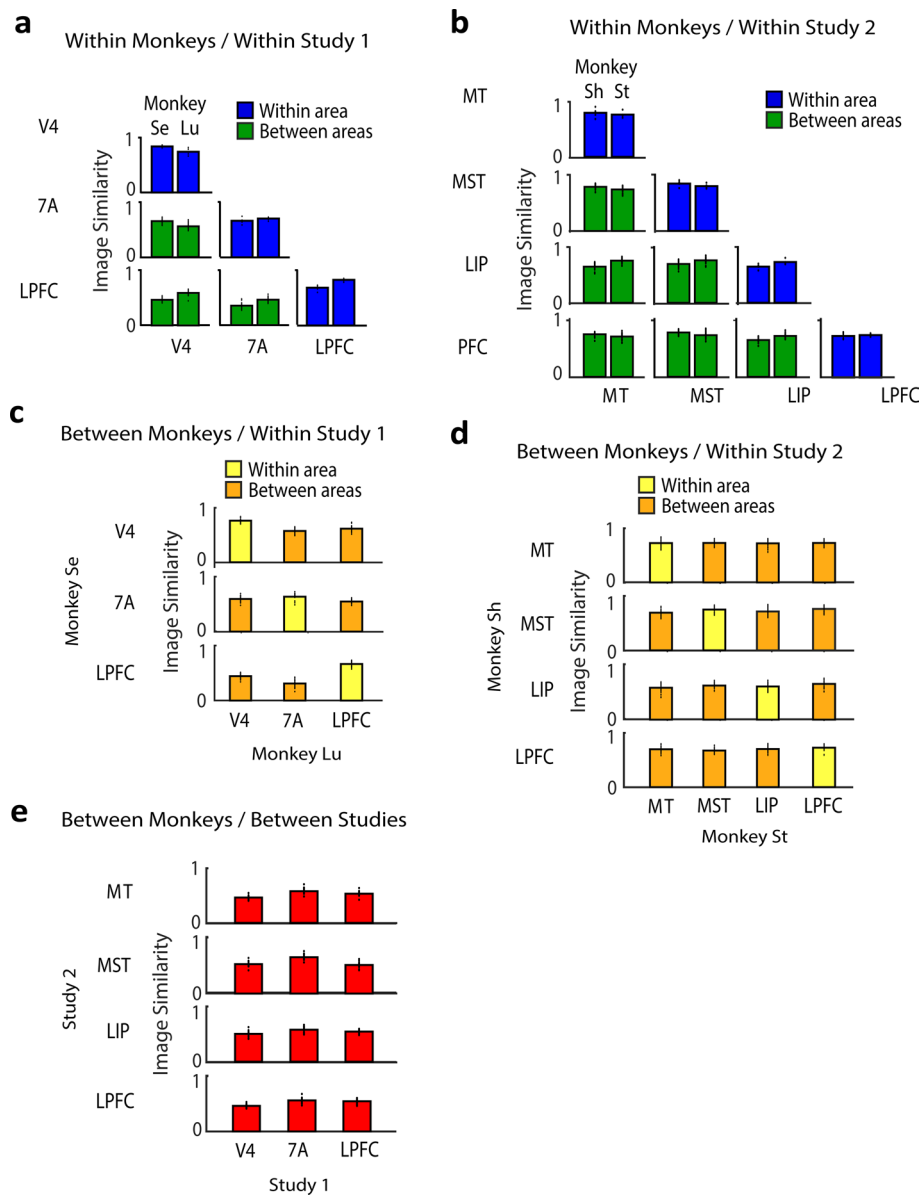 a
Within Monkeys / Within Study 1
Monkey
Se Lu
Within area
Between areas
V4
7A
LPFC
Image Similarity
1
0
1
0
1
0
V4 7A LPFC
b
Within Monkeys / Within Study 2
Monkey
Sh St
Within area
Between areas
MT
MST
LIP
PFC
Image Similarity
1
0
1
0
1
0
1
0
MT MST LIP LPFC
c
Between Monkeys / Within Study 1
Within area
Between areas
Monkey Se
V4
7A
LPFC
Image Similarity
1
0
1
0
1
0
V4 7A LPFC
Monkey Lu
d
Between Monkeys / Within Study 2
Within area
Between areas
Monkey Sh
MT
MST
LIP
LPFC
Image Similarity
1
0
1
0
1
0
1
0
MT MST LIP LPFC
Monkey St
e
Between Monkeys / Between Studies
Study 2
MT
MST
LIP
LPFC
Image Similarity
1
0
1
0
1
0
1
0
V4 7A LPFC
Study 1